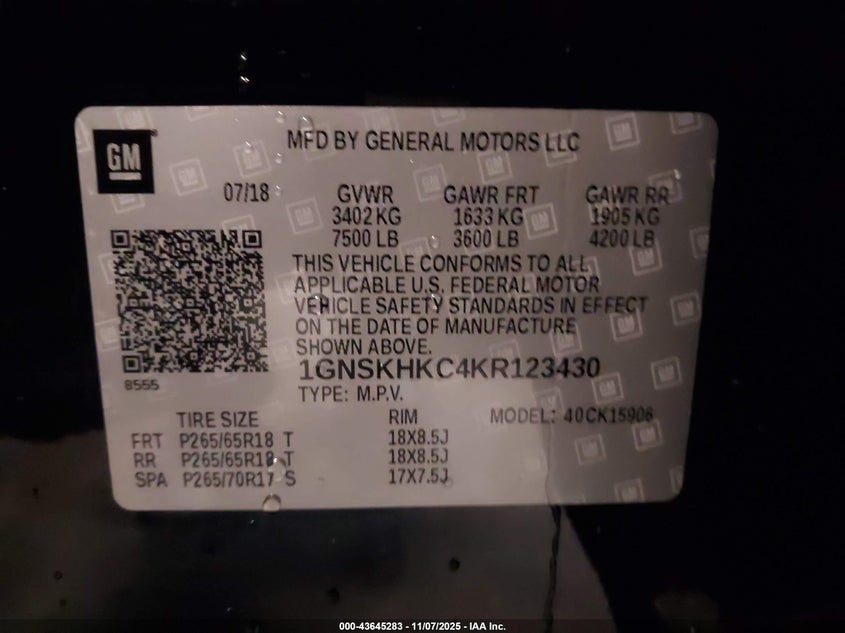 GM
MFD BY GENERAL MOTORS LLC
07/18 GVWR GAWR FRT GAWR RR
3402 KG 1633 KG 1905 KG
7500 LB 3600 LB 4200 LB
THIS VEHICLE CONFORMS TO ALL
APPLICABLE U.S. FEDERAL MOTOR
VEHICLE SAFETY STANDARDS IN EFFECT
ON THE DATE OF MANUFACTURE
SHOWN ABOVE.
8555
1GNSKHKC4KR123430
TYPE: M.P.V.
TIRE SIZE RIM MODEL: 40CK15906
FRT P265/65R18 T 18X8.5J
RR P265/65R18 T 18X8.5J
SPA P265/70R17 S 17X7.5J
000-43645283 - 11/07/2025 - IAA Inc.